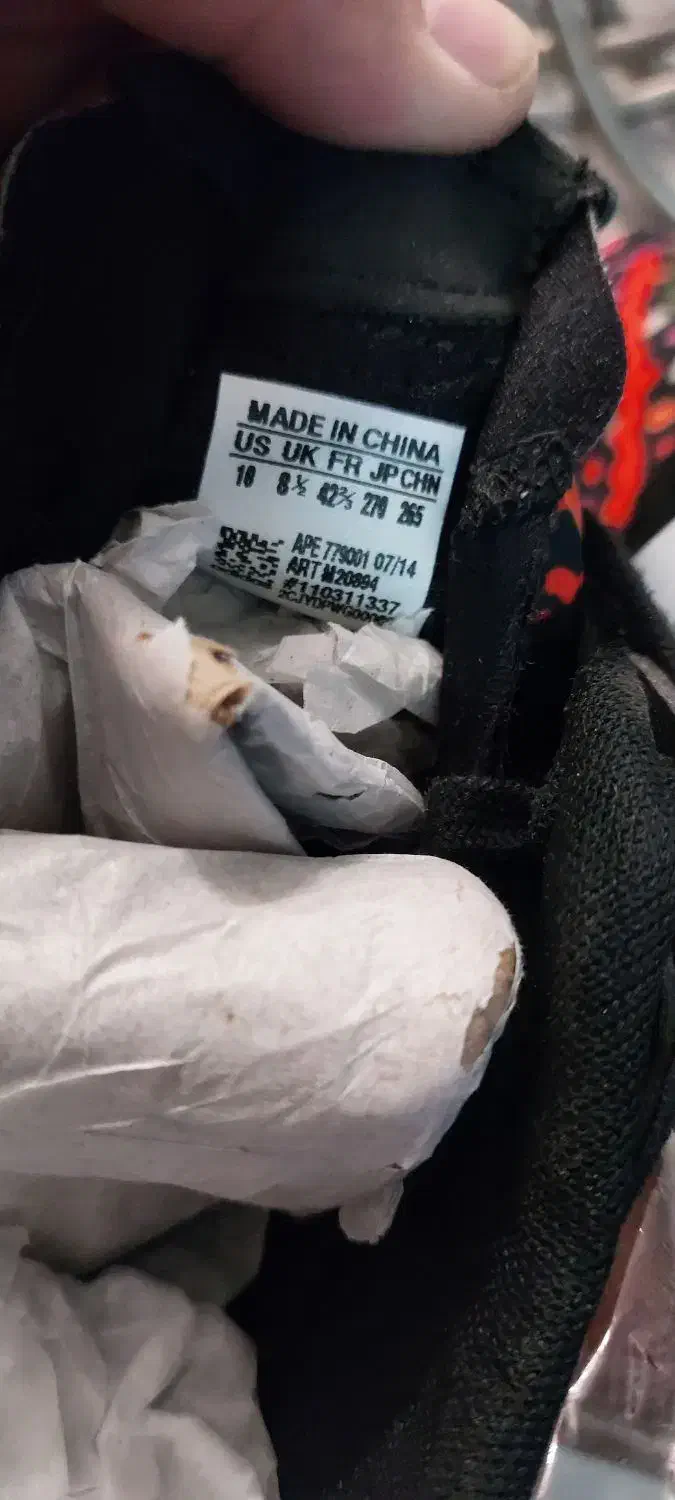 MADE IN CHINA
US UK FR JP CHN
10 8½ 42⅔ 270 265
APE 779001 07/14
ART M20894
#110311337